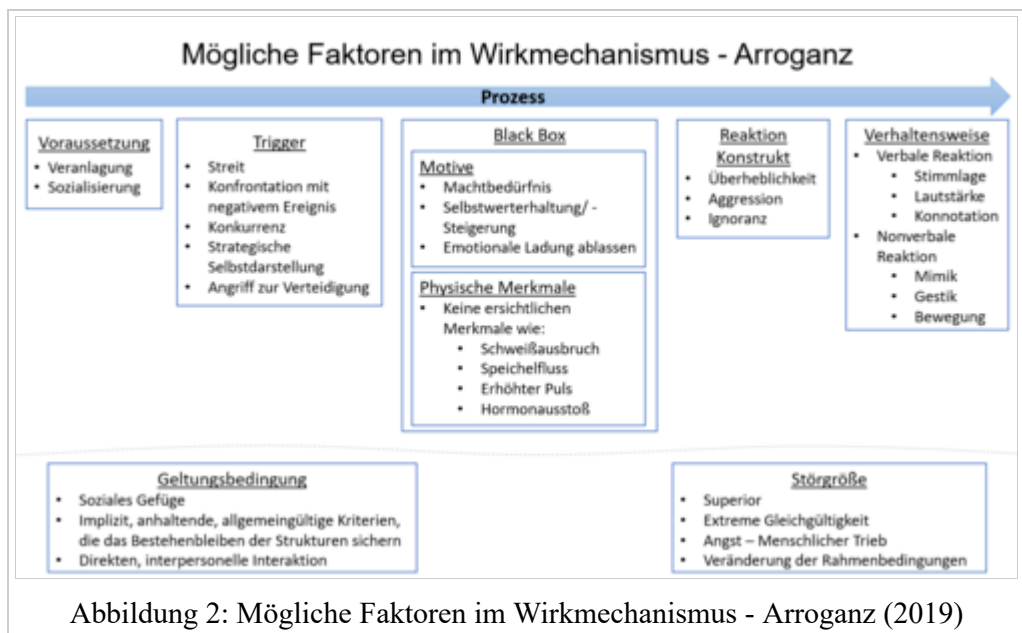 Mögliche Faktoren im Wirkmechanismus - Arroganz
Prozess
Voraussetzung
• Veranlagung
• Sozialisierung
Trigger
• Streit
• Konfrontation mit
negativem Ereignis
• Konkurrenz
• Strategische
Selbstdarstellung
• Angriff zur Verteidigung
Black Box
Motive
• Machtbedürfnis
• Selbstwerterhaltung/ -
Steigerung
• Emotionale Ladung ablassen
Physische Merkmale
• Keine ersichtlichen
Merkmale wie:
• Schweißausbruch
• Speichelfluss
• Erhöhter Puls
• Hormonausstoß
Reaktion
Konstrukt
• Überheblichkeit
• Aggression
• Ignoranz
Verhaltensweise
• Verbale Reaktion
• Stimmlage
• Lautstärke
• Konnotation
• Nonverbale
Reaktion
• Mimik
• Gestik
• Bewegung
Geltungsbedingung
• Soziales Gefüge
• Implizit, anhaltende, allgemeingültige Kriterien,
die das Bestehenbleiben der Strukturen sichern
• Direkten, interpersonelle Interaktion
Störgröße
• Superior
• Extreme Gleichgültigkeit
• Angst – Menschlicher Trieb
• Veränderung der Rahmenbedingungen
Abbildung 2: Mögliche Faktoren im Wirkmechanismus - Arroganz (2019)